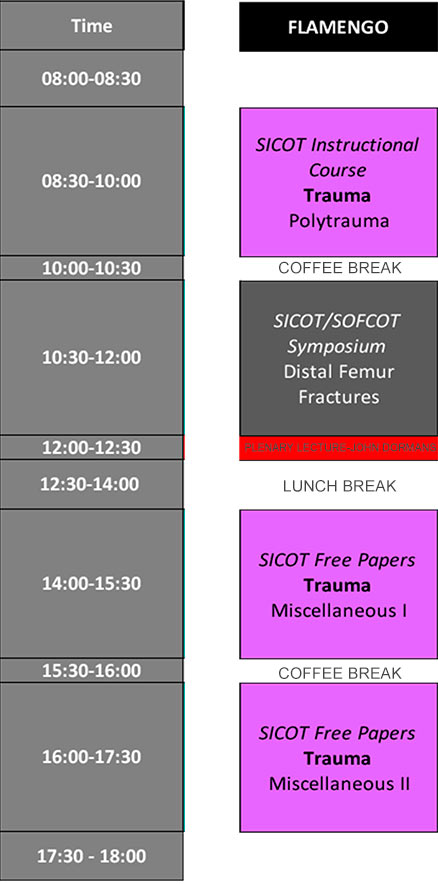 Time FLAMENGO
08:00-08:30
08:30-10:00
SICOT Instructional
Course
Trauma
Polytrauma
10:00-10:30 COFFEE BREAK
10:30-12:00
SICOT/SOFCOT
Symposium
Distal Femur
Fractures
12:00-12:30 PLENARY LECTURE-JOHN
12:30-14:00 LUNCH BREAK
14:00-15:30
SICOT Free Papers
Trauma
Miscellaneous I
15:30-16:00 COFFEE BREAK
16:00-17:30
SICOT Free Papers
Trauma
Miscellaneous II
17:30 - 18:00